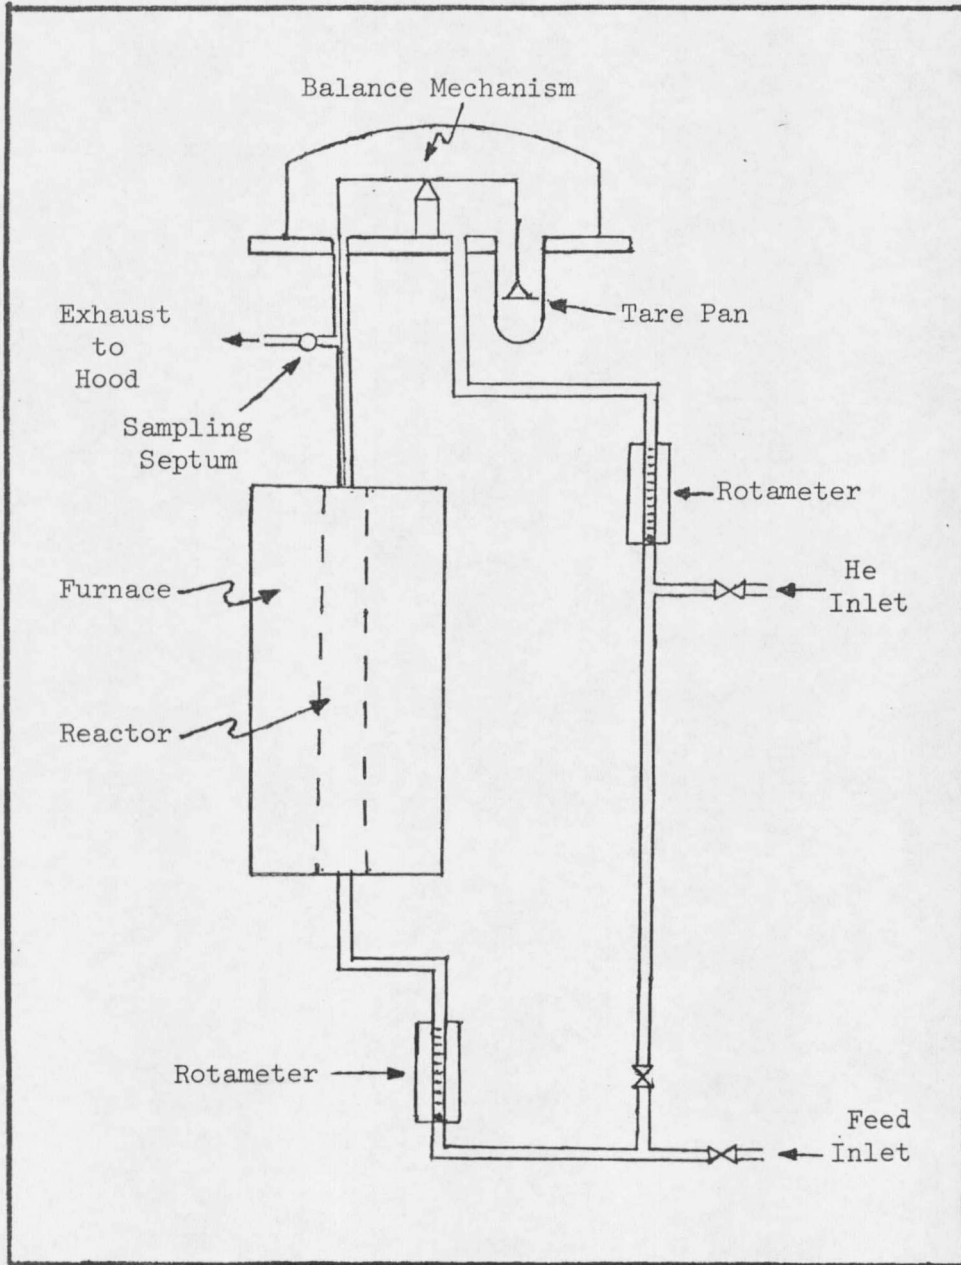 Balance Mechanism
Exhaust
to
Hood
Tare Pan
Sampling
Septum
Rotameter
He
Inlet
Furnace
Reactor
Rotameter
Feed
Inlet